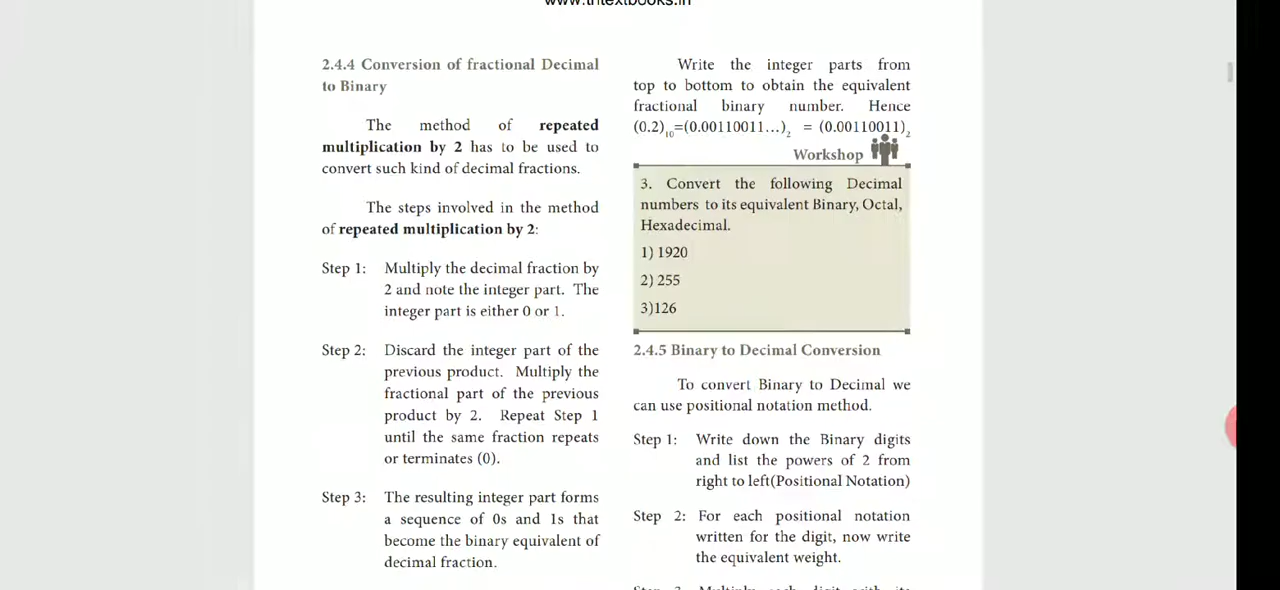 www.tntextbooks.in
2.4.4 Conversion of fractional Decimal
to Binary
The method of repeated
multiplication by 2 has to be used to
convert such kind of decimal fractions.
The steps involved in the method
of repeated multiplication by 2:
Step 1: Multiply the decimal fraction by
2 and note the integer part. The
integer part is either 0 or 1.
Step 2: Discard the integer part of the
previous product. Multiply the
fractional part of the previous
product by 2. Repeat Step 1
until the same fraction repeats
or terminates (0).
Step 3: The resulting integer part forms
a sequence of 0s and 1s that
become the binary equivalent of
decimal fraction.
Write the integer parts from
top to bottom to obtain the equivalent
fractional binary number. Hence
(0.2)10=(0.00110011...)2 = (0.00110011)2
Workshop
3. Convert the following Decimal
numbers to its equivalent Binary, Octal,
Hexadecimal.
1) 1920
2) 255
3)126
2.4.5 Binary to Decimal Conversion
To convert Binary to Decimal we
can use positional notation method.
Step 1: Write down the Binary digits
and list the powers of 2 from
right to left(Positional Notation)
Step 2: For each positional notation
written for the digit, now write
the equivalent weight.
Step 3 Multiply each digit with its